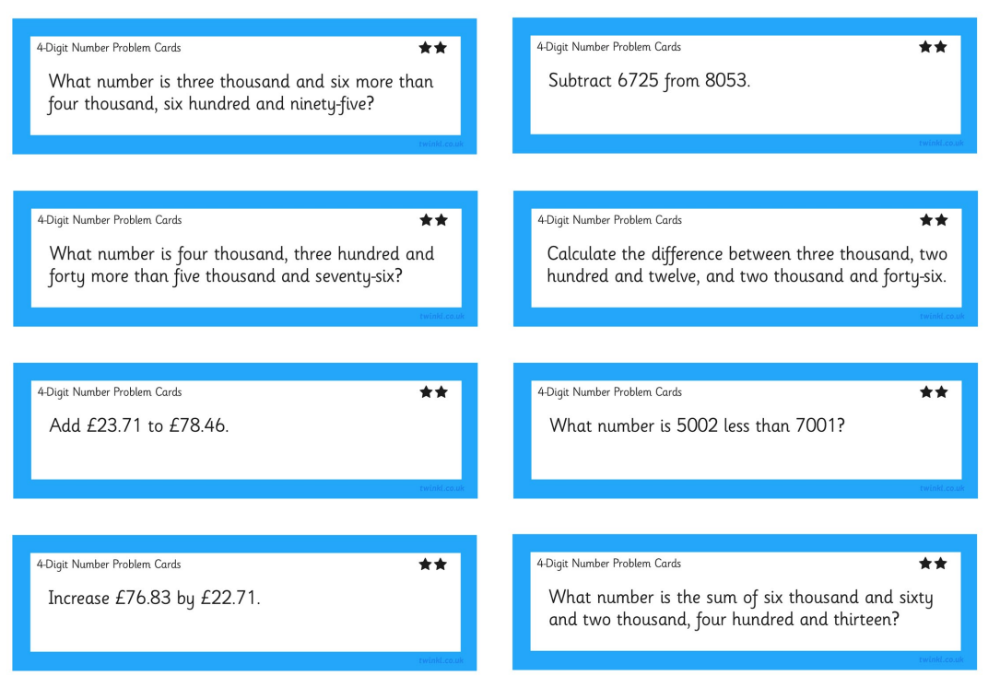 4-Digit Number Problem Cards
What number is three thousand and six more than
four thousand, six hundred and ninety-five?
twinkl.co.uk
4-Digit Number Problem Cards
Subtract 6725 from 8053.
twinkl.co.uk
4-Digit Number Problem Cards
What number is four thousand, three hundred and
forty more than five thousand and seventy-six?
twinkl.co.uk
4-Digit Number Problem Cards
Calculate the difference between three thousand, two
hundred and twelve, and two thousand and forty-six.
twinkl.co.uk
4-Digit Number Problem Cards
Add £23.71 to £78.46.
twinkl.co.uk
4-Digit Number Problem Cards
What number is 5002 less than 7001?
twinkl.co.uk
4-Digit Number Problem Cards
Increase £76.83 by £22.71.
twinkl.co.uk
4-Digit Number Problem Cards
What number is the sum of six thousand and sixty
and two thousand, four hundred and thirteen?
twinkl.co.uk